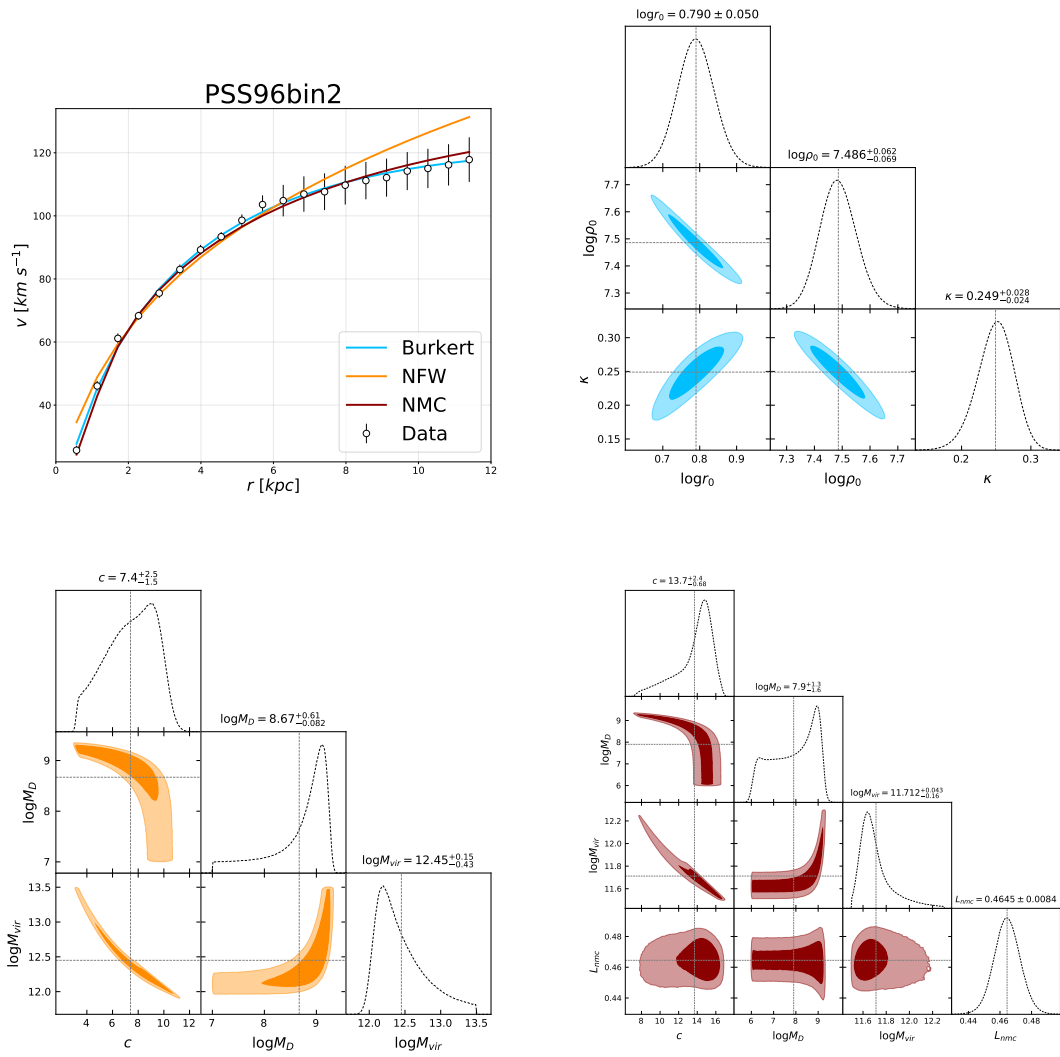 PSS96bin2
120
100
80
60
40
v [km s⁻¹]
Burkert
NFW
NMC
Data
0 2 4 6 8 10 12
r [kpc]
logr₀ = 0.790 ± 0.050
logρ₀ = 7.486 +0.062 −0.069
7.7
7.6
7.5
7.4
7.3
logρ₀
κ = 0.249 +0.028 −0.024
0.30
0.25
0.20
0.15
κ
0.7 0.8 0.9 7.3 7.4 7.5 7.6 7.7 0.2 0.3
logr₀ logρ₀ κ
c = 7.4 +2.5 −1.5
logM_D = 8.67 +0.61 −0.082
9
8
7
logM_D
logM_vir = 12.45 +0.15 −0.43
13.5
13.0
12.5
12.0
logM_vir
4 6 8 10 12 7 8 9 12.0 12.5 13.0 13.5
c logM_D logM_vir
c = 13.7 +2.4 −0.68
logM_D = 7.9 +1.3 −1.6
9
8
7
6
logM_D
logM_vir = 11.712 +0.043 −0.16
12.2
12.0
11.8
11.6
logM_vir
L_nmc = 0.4645 ± 0.0084
0.48
0.46
0.44
L_nmc
8 10 12 14 16 6 7 8 9 11.6 11.8 12.0 12.2 0.44 0.46 0.48
c logM_D logM_vir L_nmc